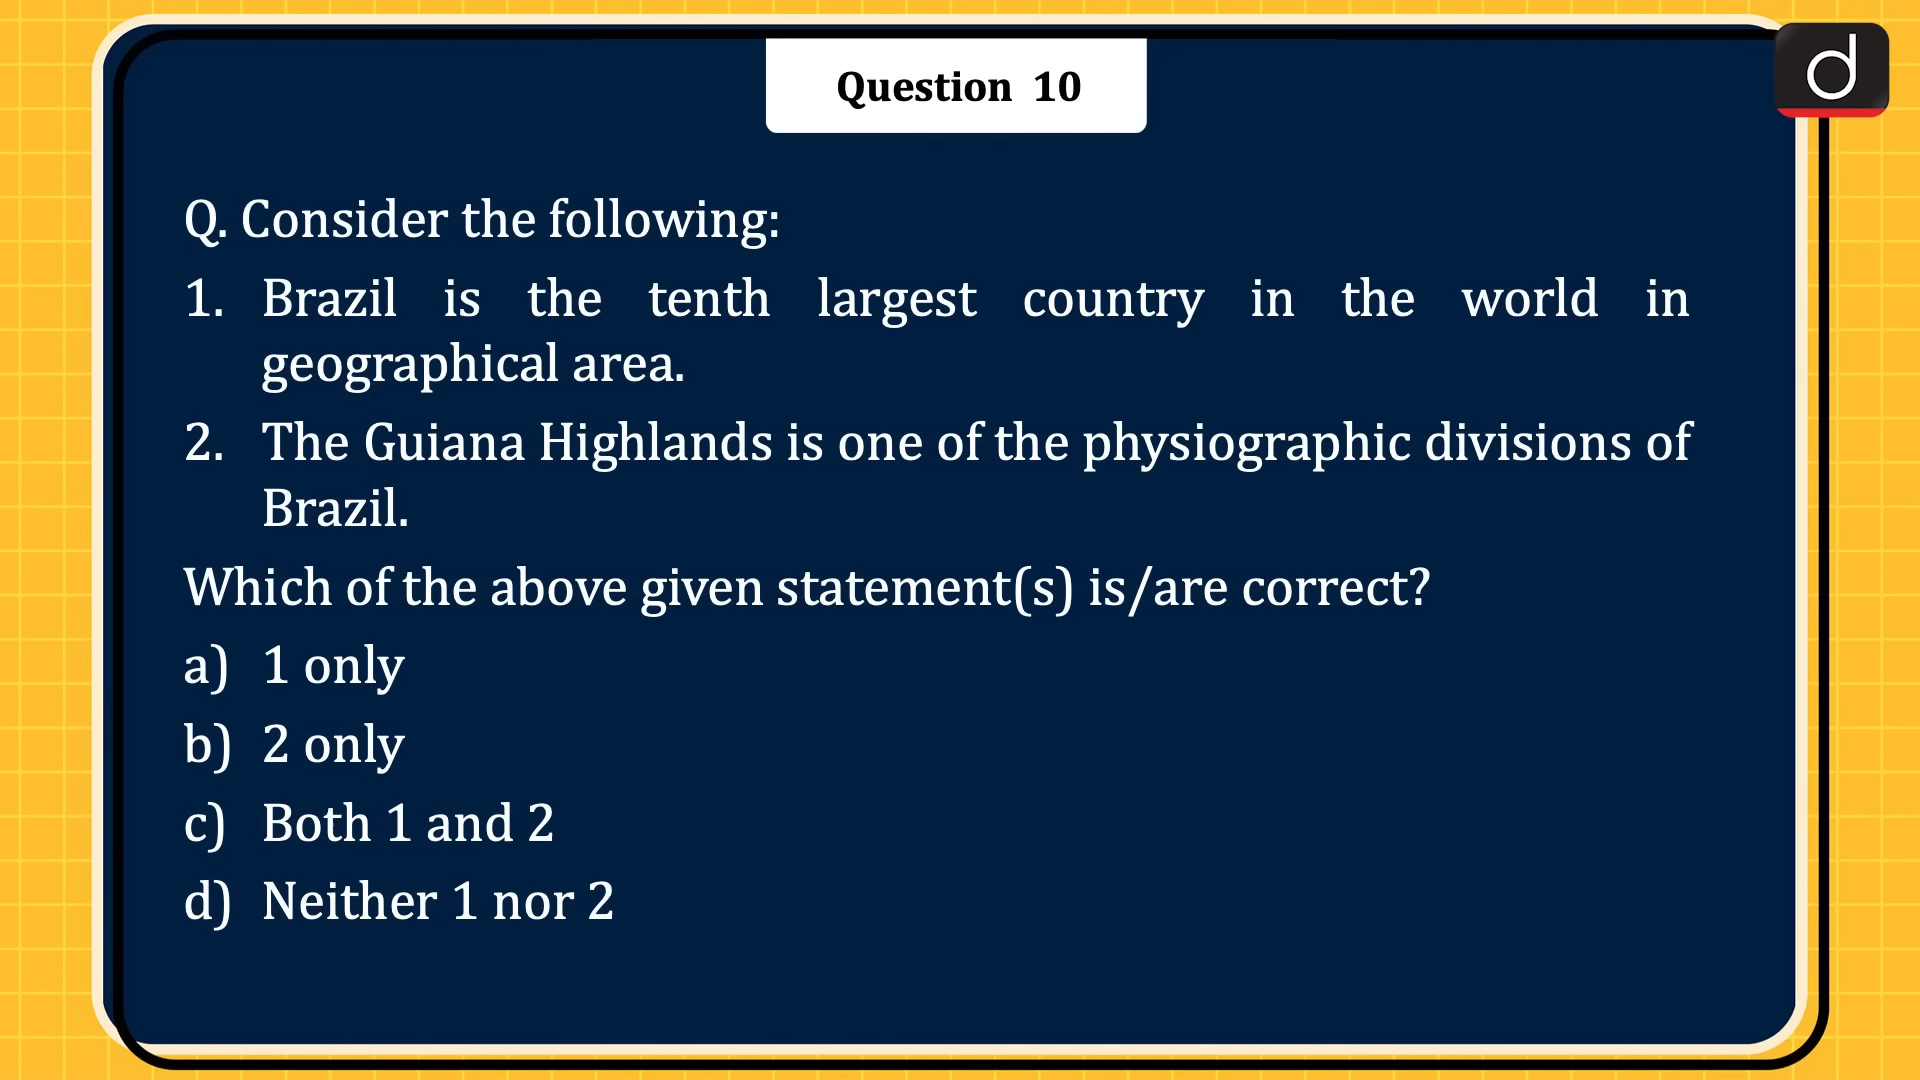 Question 10
Q. Consider the following:
1. Brazil is the tenth largest country in the world in
geographical area.
2. The Guiana Highlands is one of the physiographic divisions of
Brazil.
Which of the above given statement(s) is/are correct?
a) 1 only
b) 2 only
c) Both 1 and 2
d) Neither 1 nor 2
d